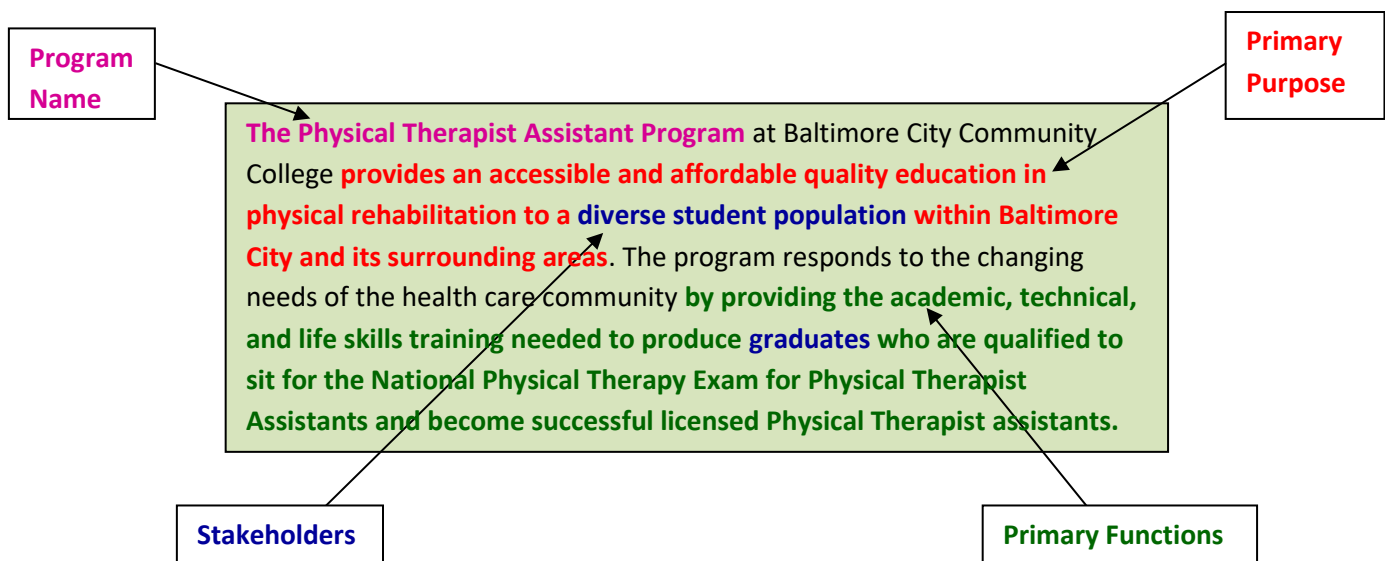 Program
Name
Primary
Purpose
The Physical Therapist Assistant Program at Baltimore City Community
College provides an accessible and affordable quality education in
physical rehabilitation to a diverse student population within Baltimore
City and its surrounding areas. The program responds to the changing
needs of the health care community by providing the academic, technical,
and life skills training needed to produce graduates who are qualified to
sit for the National Physical Therapy Exam for Physical Therapist
Assistants and become successful licensed Physical Therapist assistants.
Stakeholders
Primary Functions